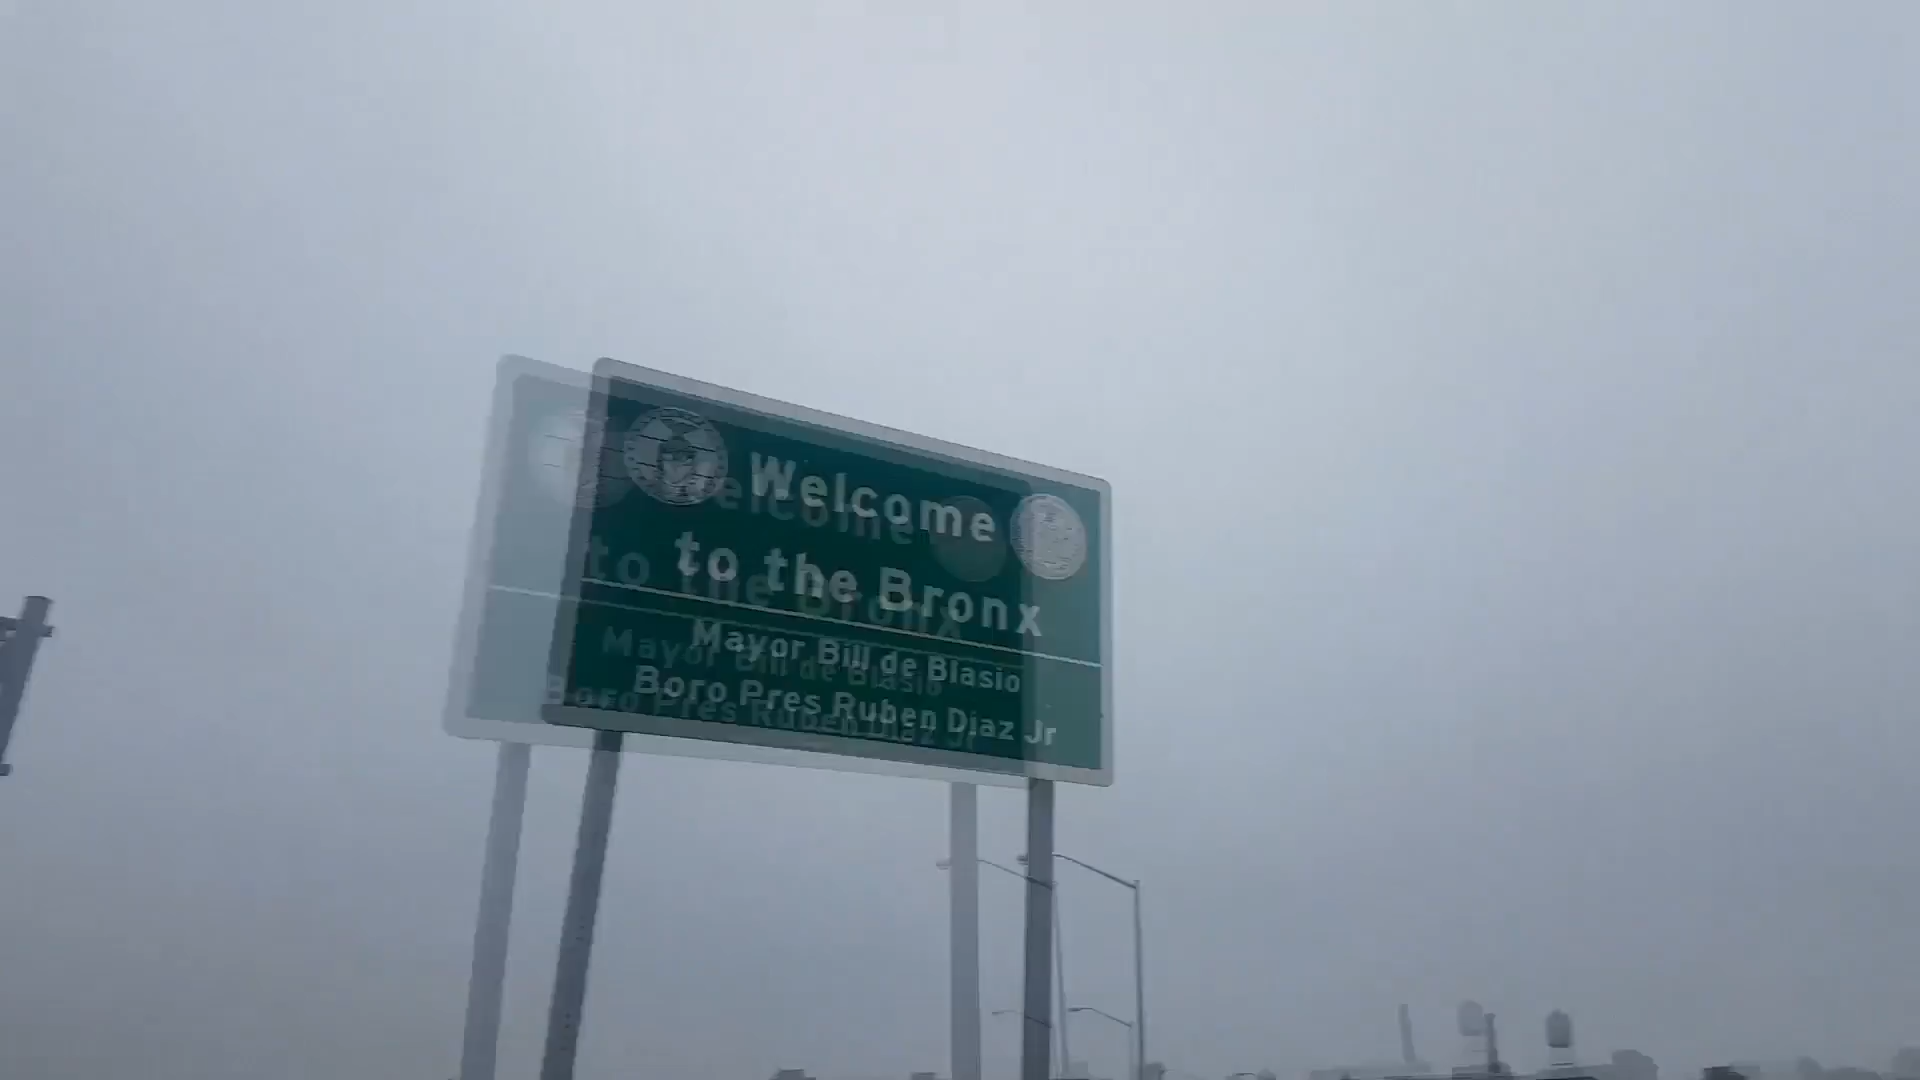 Welcome
to the Bronx
Mayor Bill de Blasio
Boro Pres Ruben Diaz Jr